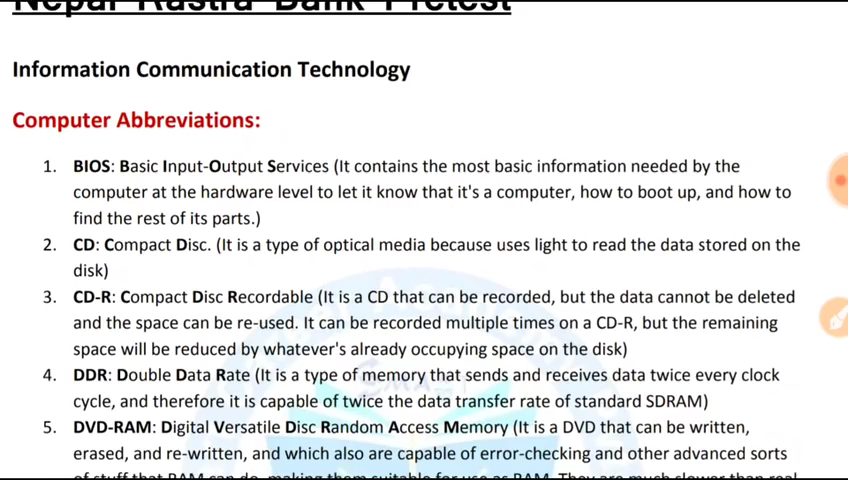 Nepal Rastra Bank Pretest
Information Communication Technology
Computer Abbreviations:
1. BIOS: Basic Input-Output Services (It contains the most basic information needed by the
computer at the hardware level to let it know that it's a computer, how to boot up, and how to
find the rest of its parts.)
2. CD: Compact Disc. (It is a type of optical media because uses light to read the data stored on the
disk)
3. CD-R: Compact Disc Recordable (It is a CD that can be recorded, but the data cannot be deleted
and the space can be re-used. It can be recorded multiple times on a CD-R, but the remaining
space will be reduced by whatever's already occupying space on the disk)
4. DDR: Double Data Rate (It is a type of memory that sends and receives data twice every clock
cycle, and therefore it is capable of twice the data transfer rate of standard SDRAM)
5. DVD-RAM: Digital Versatile Disc Random Access Memory (It is a DVD that can be written,
erased, and re-written, and which also are capable of error-checking and other advanced sorts
of stuff that RAM can do, making them suitable for use as RAM. They are much slower than real